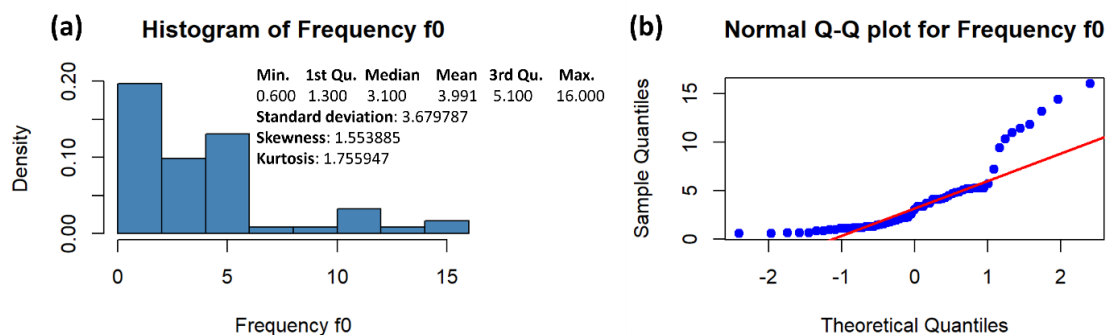 (a) Histogram of Frequency f0
Density
0.00 0.10 0.20
Min. 1st Qu. Median Mean 3rd Qu. Max.
0.600 1.300 3.100 3.991 5.100 16.000
Standard deviation: 3.679787
Skewness: 1.553885
Kurtosis: 1.755947
0 5 10 15
Frequency f0
(b) Normal Q-Q plot for Frequency f0
Sample Quantiles
0 5 10 15
-2 -1 0 1 2
Theoretical Quantiles